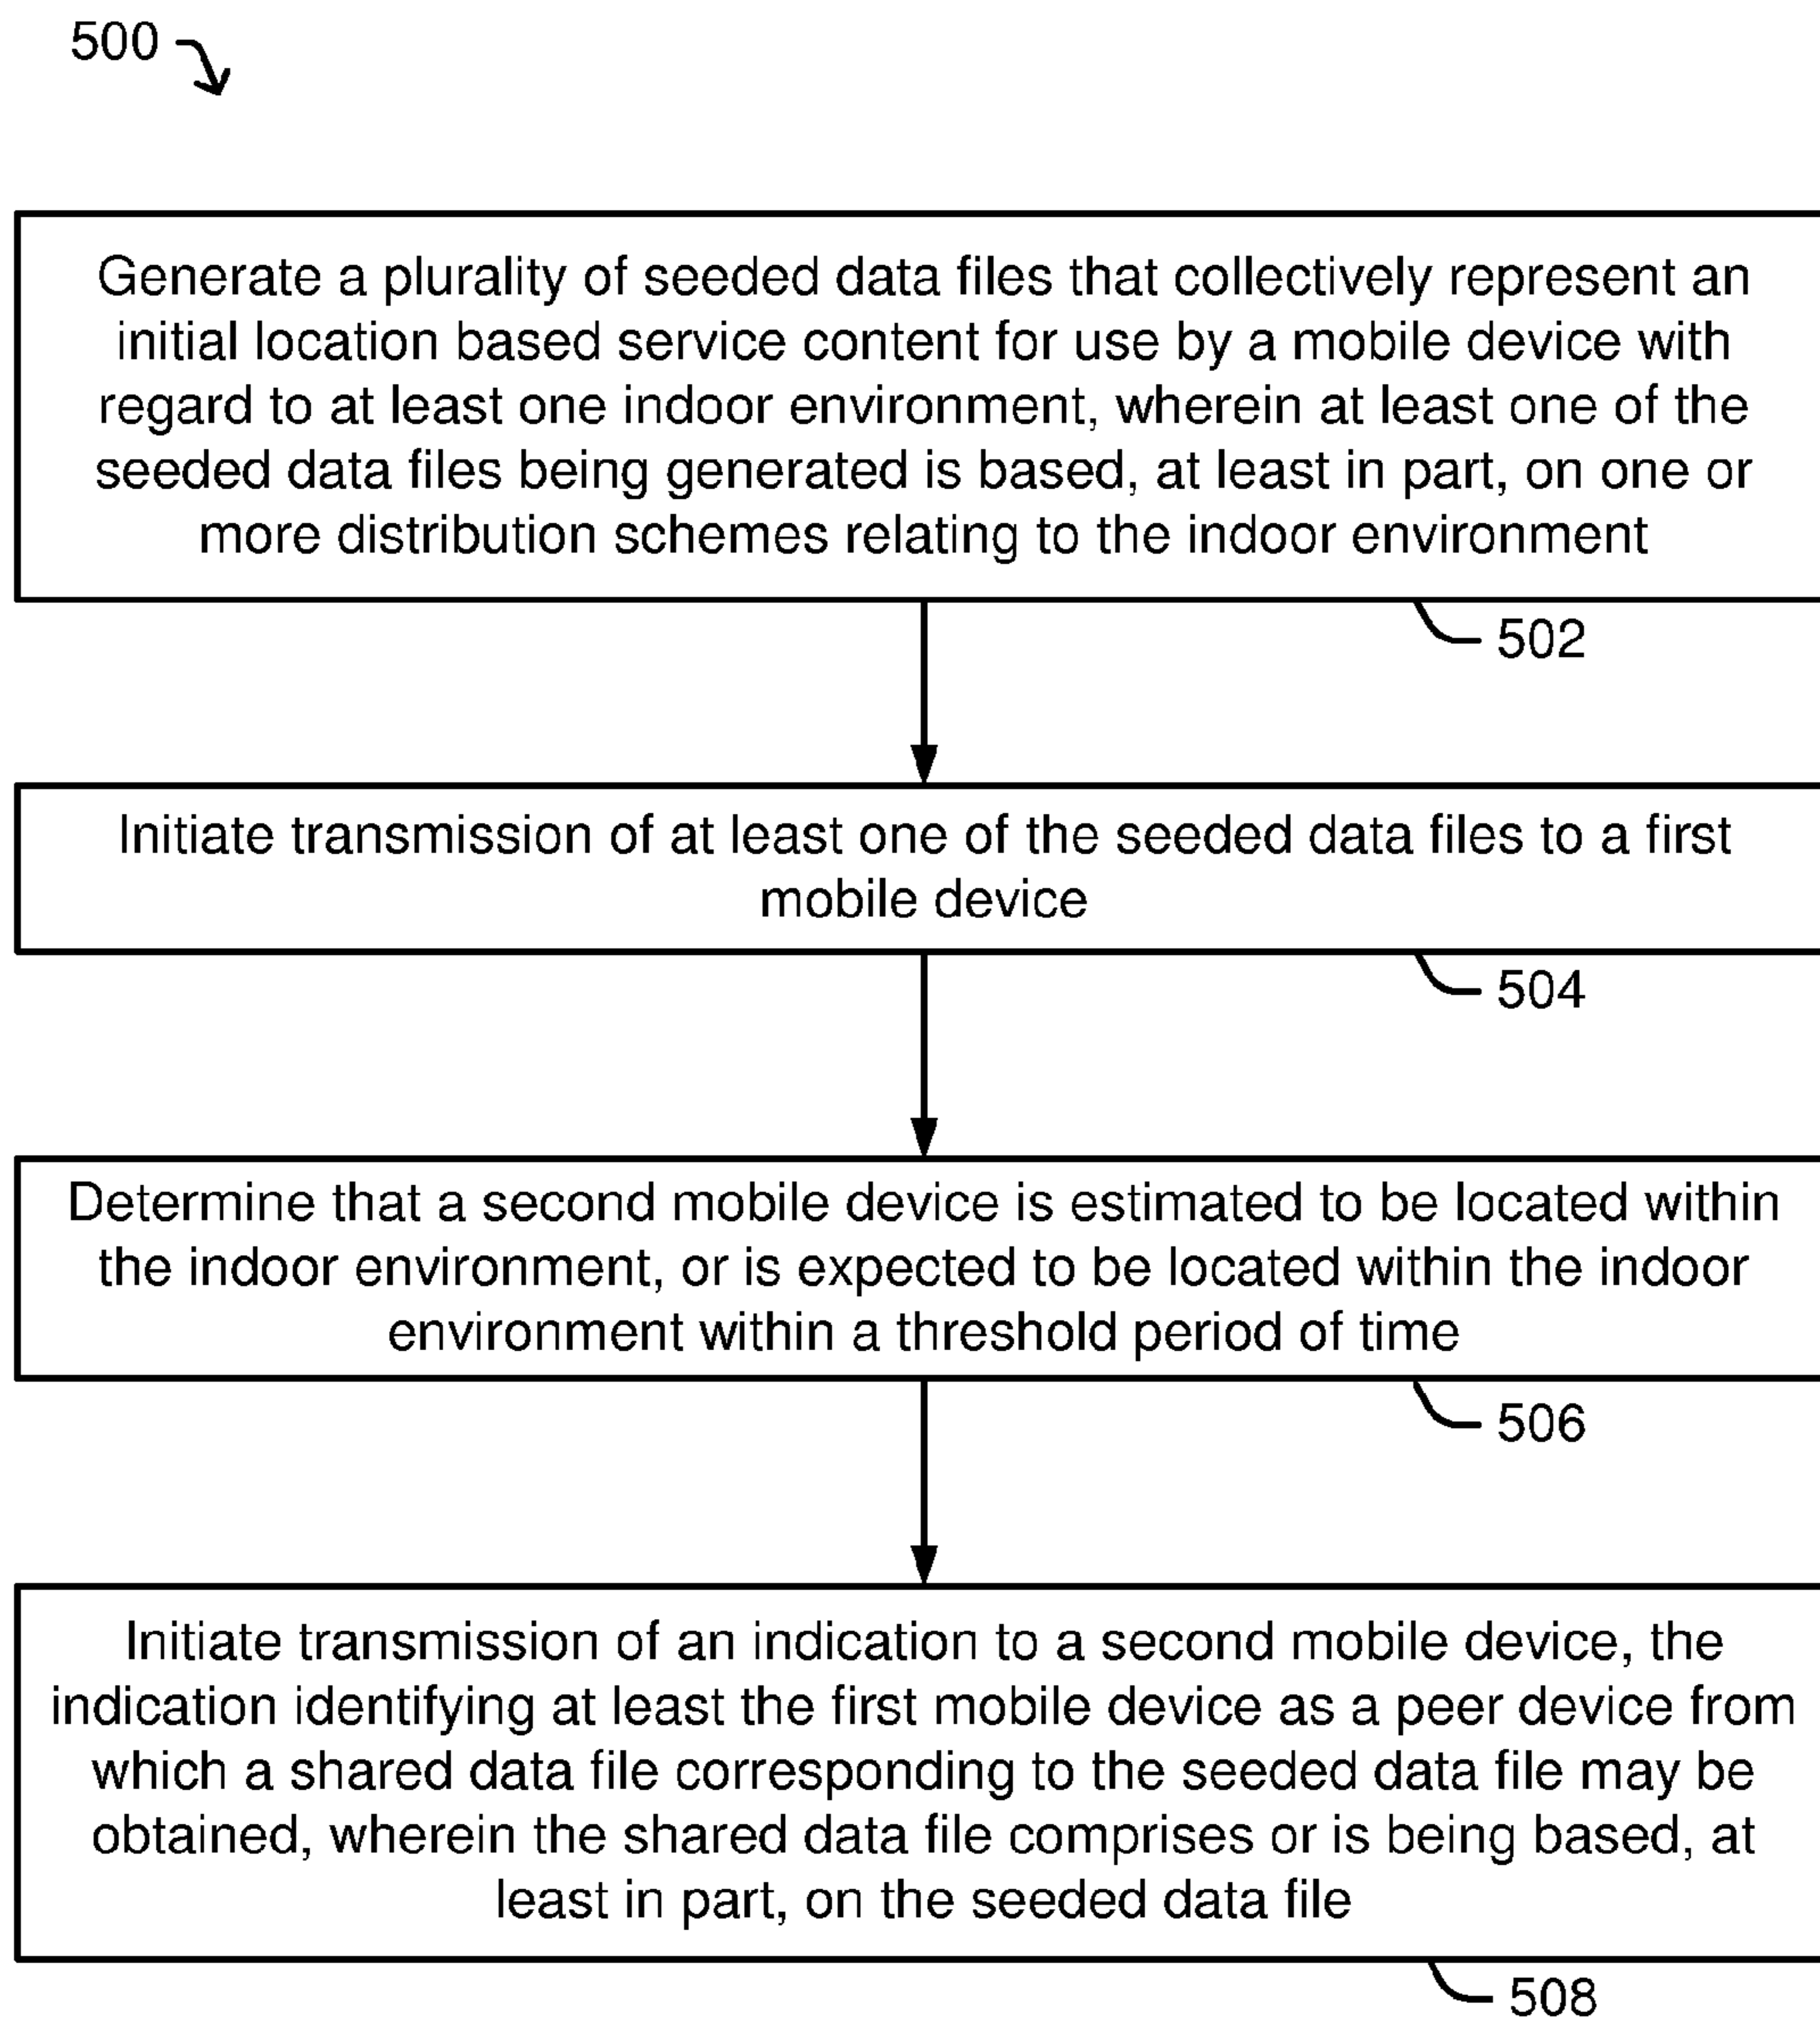 500
Generate a plurality of seeded data files that collectively represent an
initial location based service content for use by a mobile device with
regard to at least one indoor environment, wherein at least one of the
seeded data files being generated is based, at least in part, on one or
more distribution schemes relating to the indoor environment
502
Initiate transmission of at least one of the seeded data files to a first
mobile device
504
Determine that a second mobile device is estimated to be located within
the indoor environment, or is expected to be located within the indoor
environment within a threshold period of time
506
Initiate transmission of an indication to a second mobile device, the
indication identifying at least the first mobile device as a peer device from
which a shared data file corresponding to the seeded data file may be
obtained, wherein the shared data file comprises or is being based, at
least in part, on the seeded data file
508